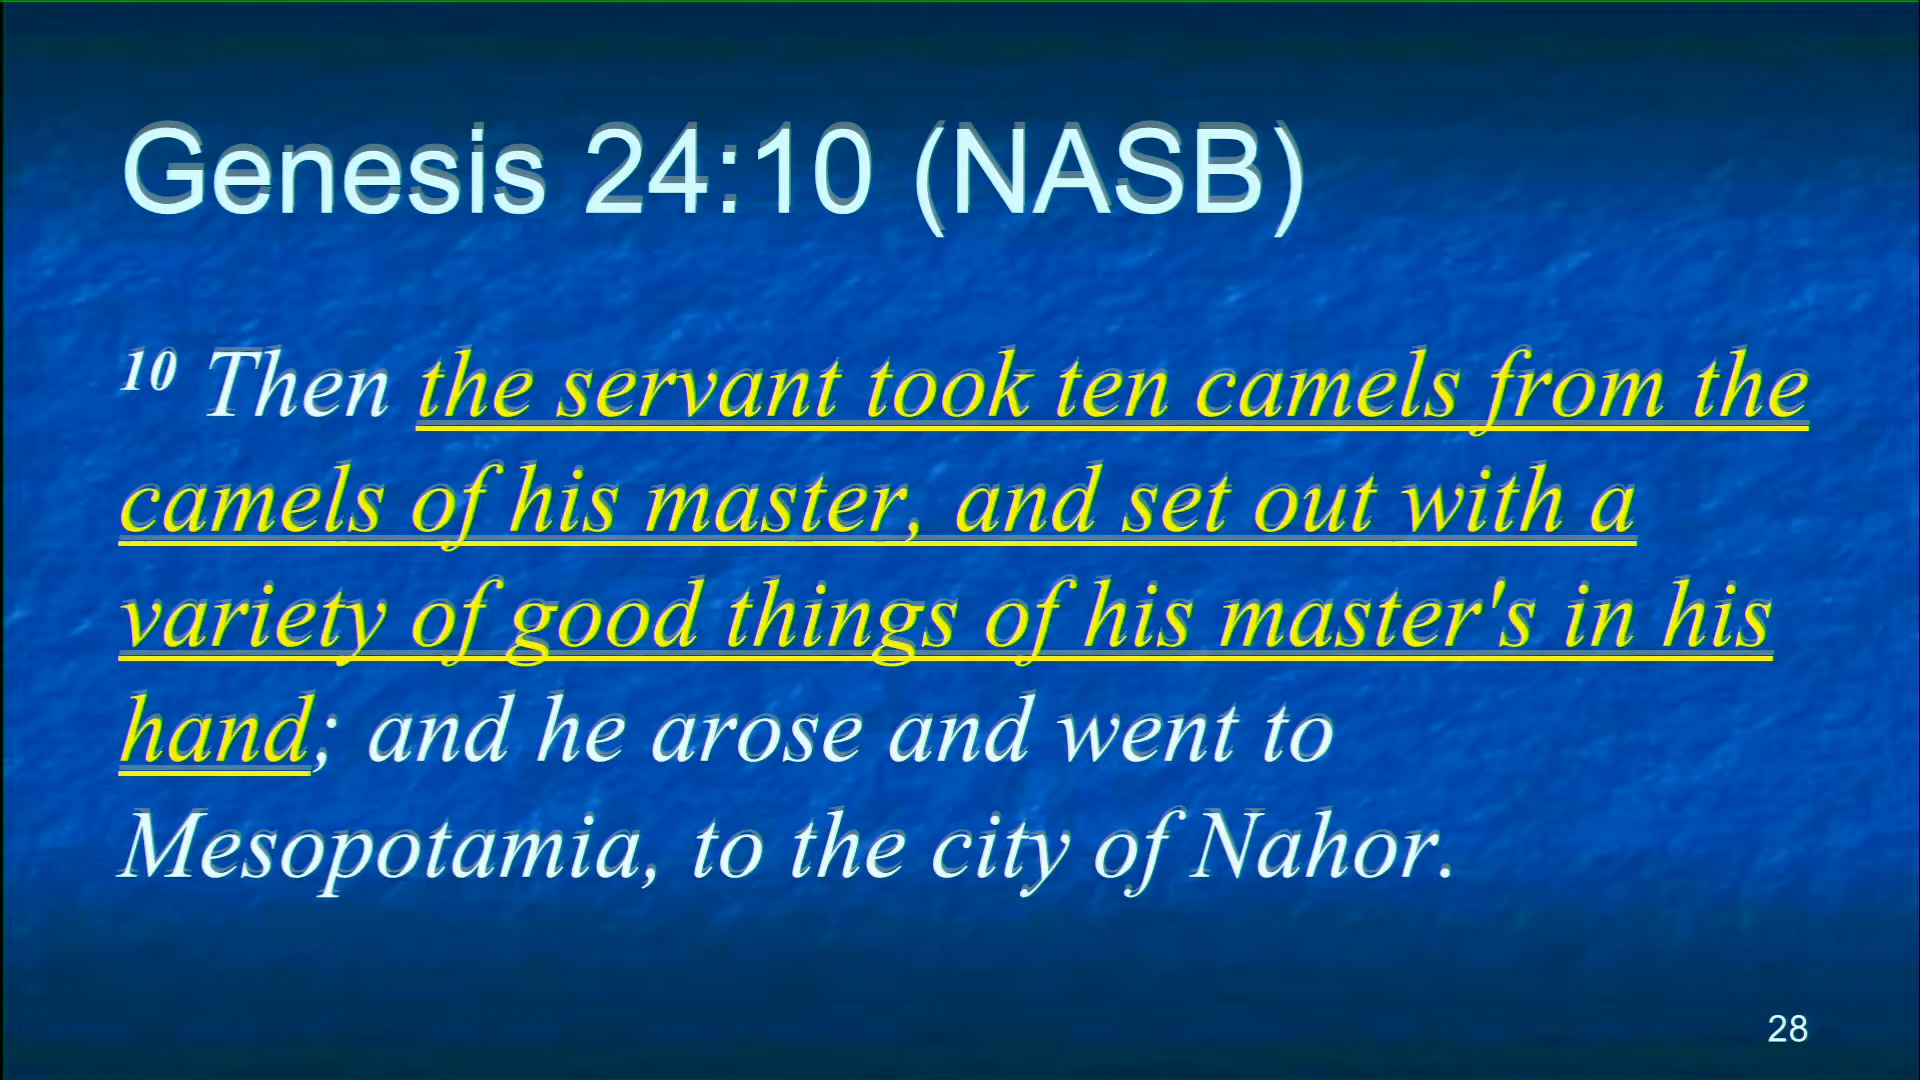 Genesis 24:10 (NASB)
10 Then the servant took ten camels from the
camels of his master, and set out with a
variety of good things of his master's in his
hand; and he arose and went to
Mesopotamia, to the city of Nahor.
28